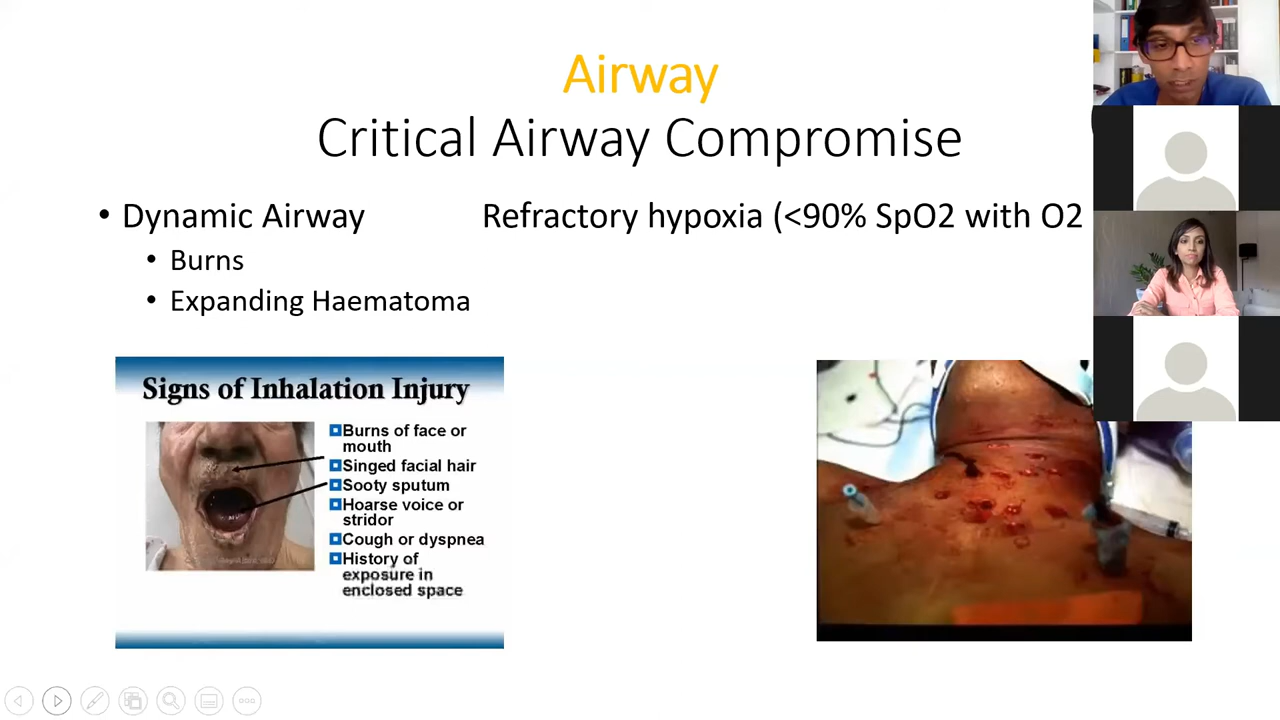 Airway
Critical Airway Compromise
• Dynamic Airway
Refractory hypoxia (<90% SpO2 with O2
• Burns
• Expanding Haematoma
Signs of Inhalation Injury
Burns of face or
mouth
Singed facial hair
Sooty sputum
Hoarse voice or
stridor
Cough or dyspnea
History of
exposure in
enclosed space